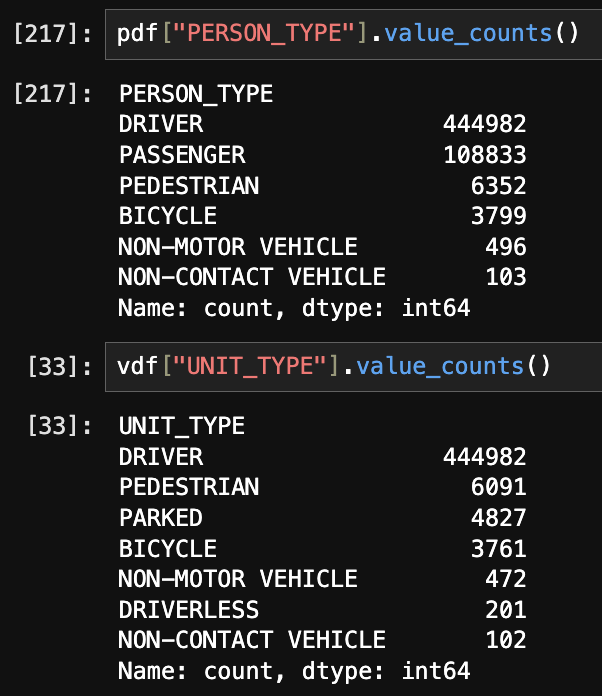 [217]: pdf["PERSON_TYPE"].value_counts()
[217]: PERSON_TYPE
DRIVER 444982
PASSENGER 108833
PEDESTRIAN 6352
BICYCLE 3799
NON-MOTOR VEHICLE 496
NON-CONTACT VEHICLE 103
Name: count, dtype: int64
[33]: vdf["UNIT_TYPE"].value_counts()
[33]: UNIT_TYPE
DRIVER 444982
PEDESTRIAN 6091
PARKED 4827
BICYCLE 3761
NON-MOTOR VEHICLE 472
DRIVERLESS 201
NON-CONTACT VEHICLE 102
Name: count, dtype: int64